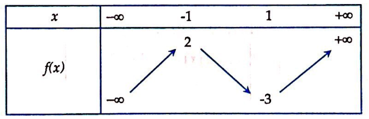 x -∞ -1 1 +∞
2 +∞
f(x)
-∞ -3